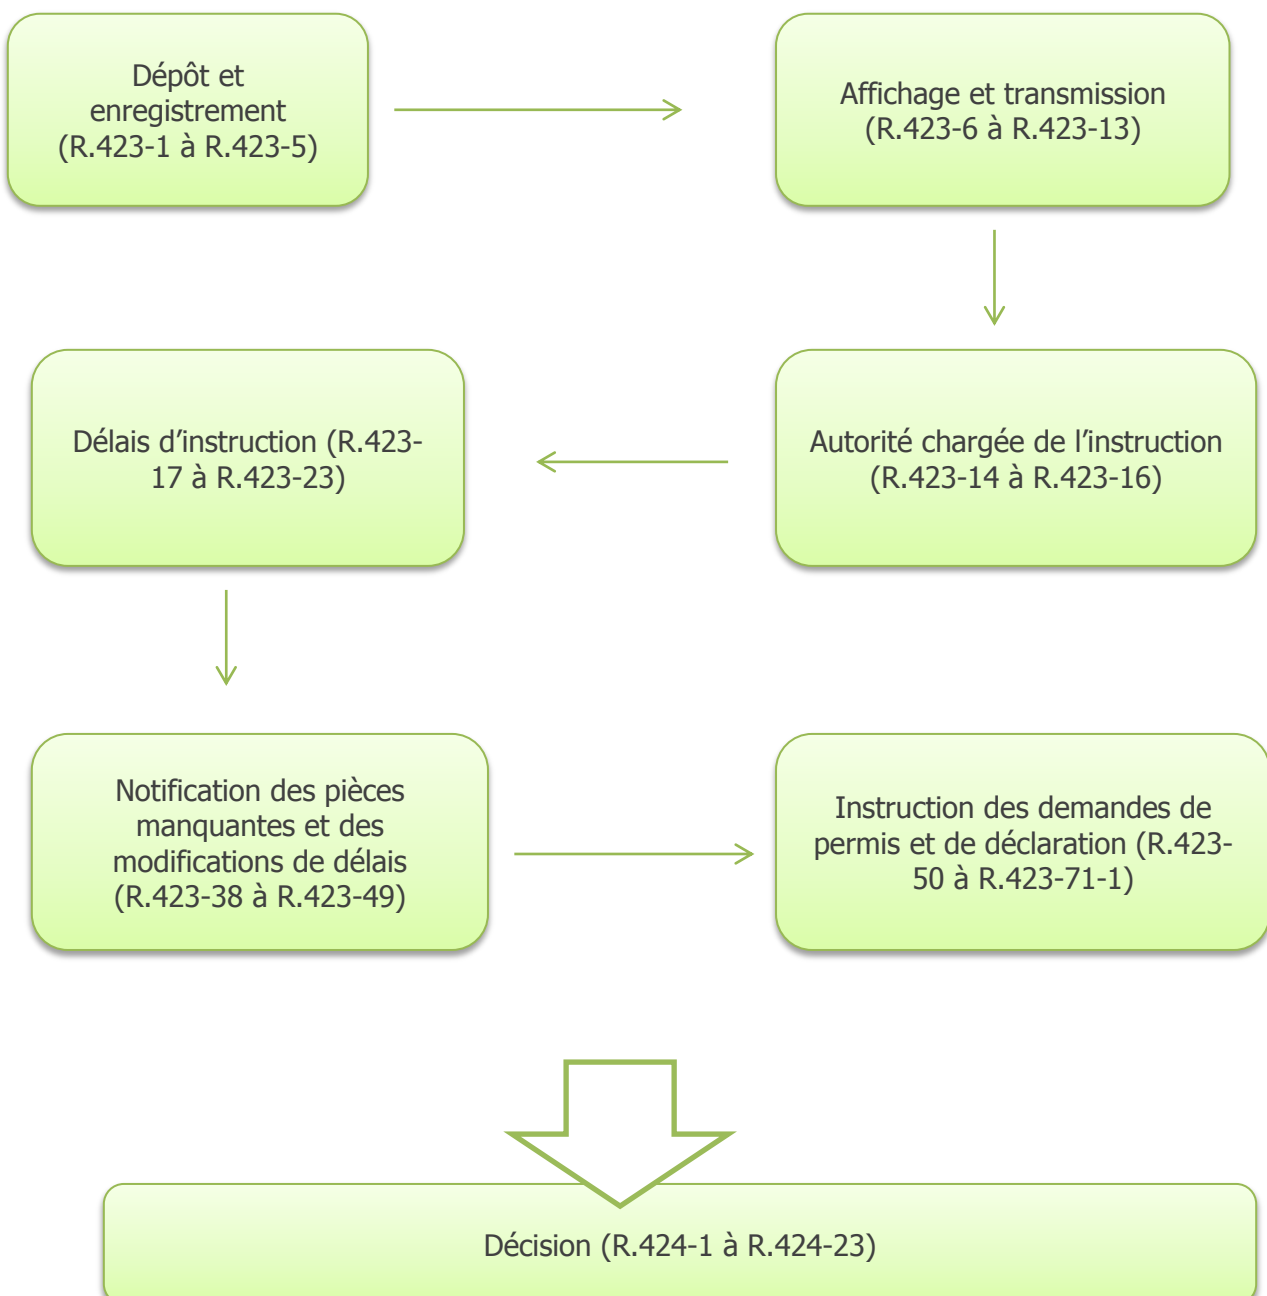 Dépôt et
enregistrement
(R.423-1 à R.423-5)
Affichage et transmission
(R.423-6 à R.423-13)
Autorité chargée de l’instruction
(R.423-14 à R.423-16)
Délais d’instruction (R.423-
17 à R.423-23)
Notification des pièces
manquantes et des
modifications de délais
(R.423-38 à R.423-49)
Instruction des demandes de
permis et de déclaration (R.423-
50 à R.423-71-1)
Décision (R.424-1 à R.424-23)